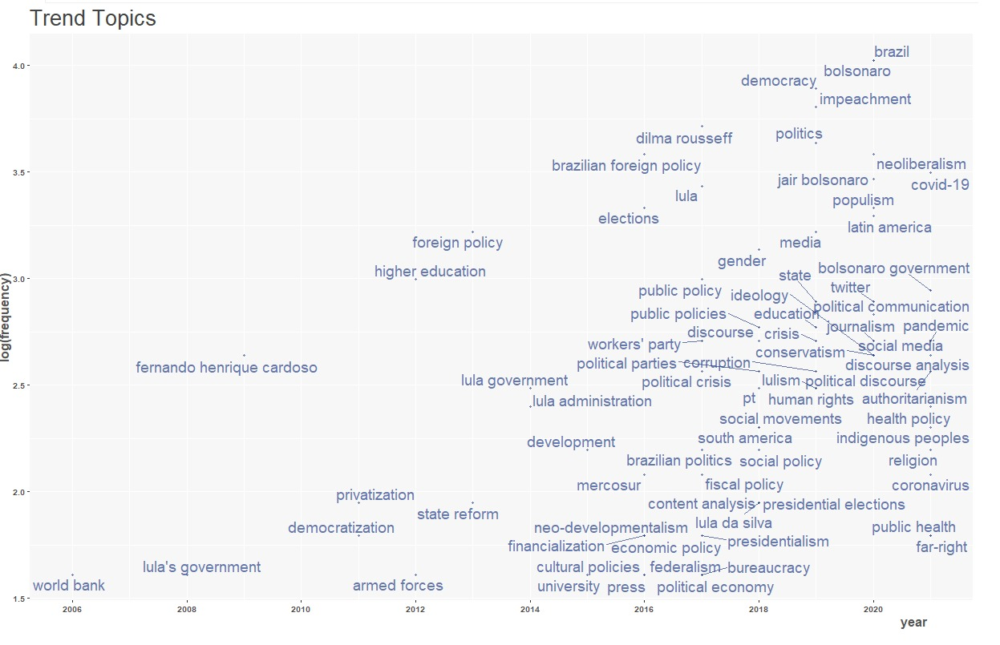 Trend Topics
brazil
4.0
bolsonaro
democracy
impeachment
politics
dilma rousseff
neoliberalism
brazilian foreign policy
3.5
jair bolsonaro
covid-19
lula
populism
elections
latin america
foreign policy
media
gender
higher education
bolsonaro government
state
3.0
twitter
public policy
ideology
political communication
public policies
education
journalism
pandemic
discourse
crisis
workers' party
social media
conservatism
log(frequency)
political parties
corruption
discourse analysis
fernando henrique cardoso
lula government
political crisis
lulism
political discourse
2.5
lula administration
pt
human rights
authoritarianism
social movements
health policy
development
south america
indigenous peoples
brazilian politics
social policy
religion
mercosur
fiscal policy
coronavirus
2.0
privatization
content analysis
presidential elections
state reform
lula da silva
democratization
neo-developmentalism
public health
financialization
economic policy
presidentialism
far-right
lula's government
cultural policies
federalism
bureaucracy
world bank
armed forces
university
press
political economy
1.5
2006
2008
2010
2012
2014
2016
2018
2020
year